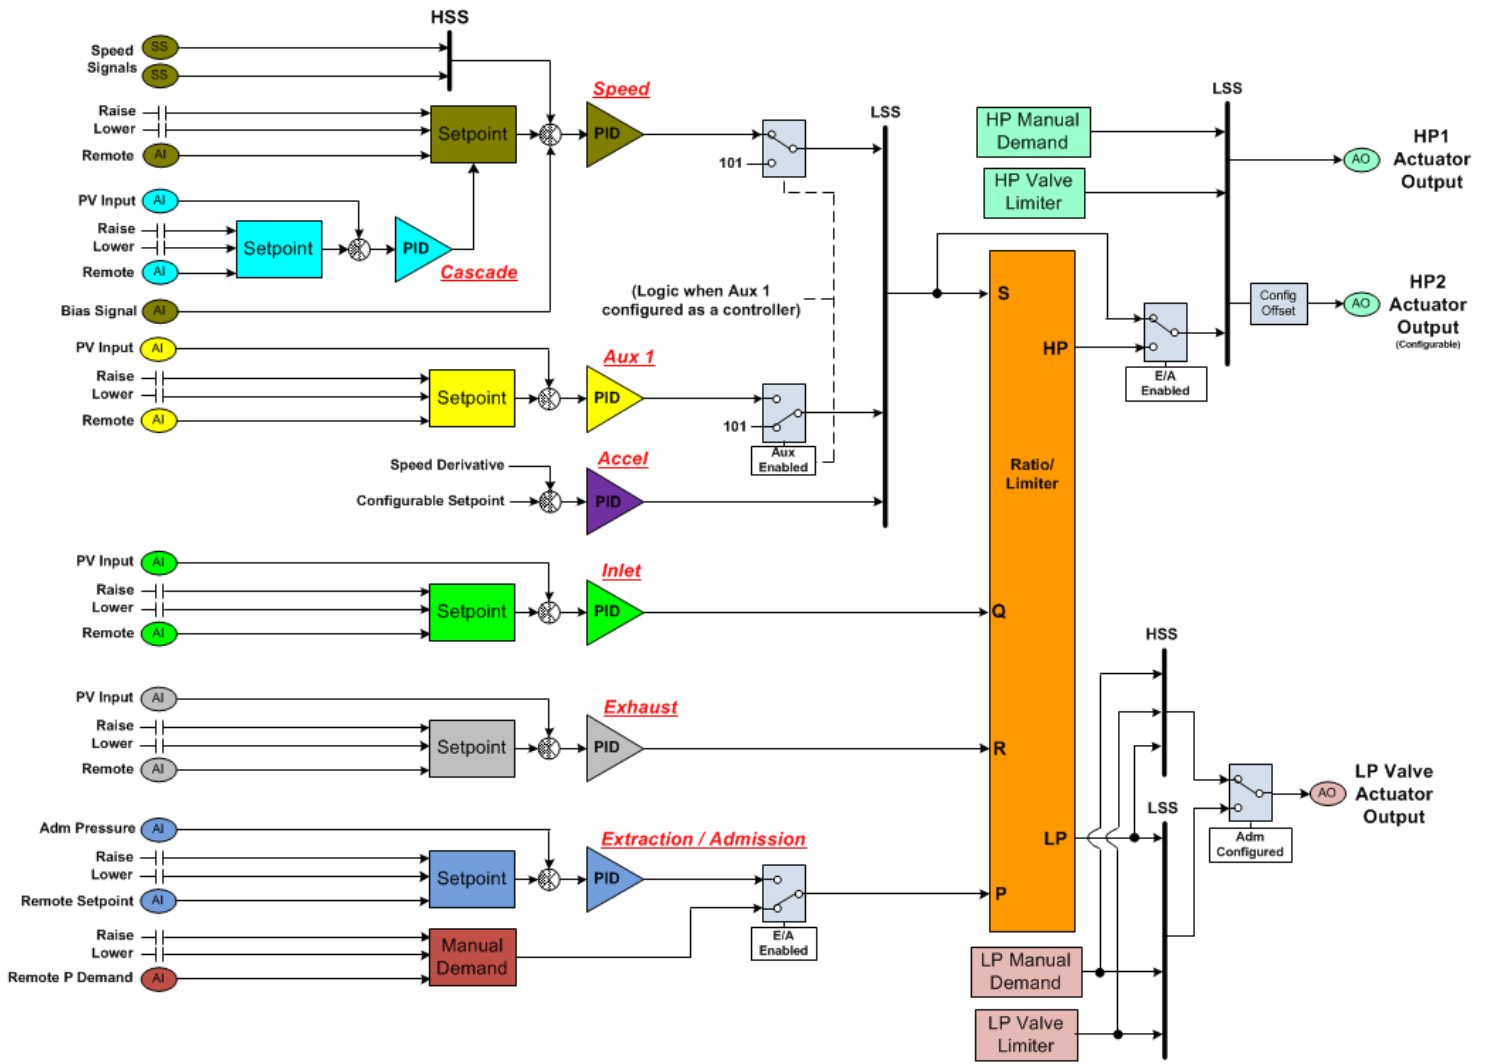 HSS
Speed
Signals
SS
SS
Raise
Lower
Remote
AI
Setpoint
Speed
PID
101
LSS
PV Input
AI
Raise
Lower
Remote
AI
Setpoint
PID
Cascade
Bias Signal
AI
(Logic when Aux 1
configured as a controller)
PV Input
AI
Raise
Lower
Remote
AI
Setpoint
Aux 1
PID
101
Aux
Enabled
Speed Derivative
Configurable Setpoint
Accel
PID
PV Input
AI
Raise
Lower
Remote
AI
Setpoint
Inlet
PID
PV Input
AI
Raise
Lower
Remote
AI
Setpoint
Exhaust
PID
Adm Pressure
AI
Raise
Lower
Remote Setpoint
AI
Setpoint
Extraction / Admission
PID
Raise
Lower
Remote P Demand
AI
Manual
Demand
E/A
Enabled
S
HP
Ratio/
Limiter
Q
R
LP
P
HP Manual
Demand
HP Valve
Limiter
LSS
E/A
Enabled
AO
HP1
Actuator
Output
Config
Offset
AO
HP2
Actuator
Output
(Configurable)
HSS
LSS
LP Manual
Demand
LP Valve
Limiter
Adm
Configured
AO
LP Valve
Actuator
Output